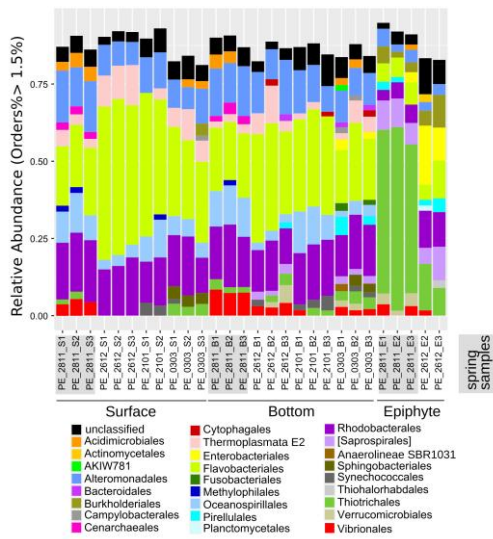 Relative Abundance (Orders%> 1.5%)
0.75
0.50
0.25
0.00
PE_2811_S1
PE_2811_S2
PE_2811_S3
PE_2612_S1
PE_2612_S2
PE_2612_S3
PE_2101_S1
PE_2101_S2
PE_0303_S1
PE_0303_S2
PE_0303_S3
PE_2811_B1
PE_2811_B2
PE_2811_B3
PE_2612_B1
PE_2612_B2
PE_2612_B3
PE_2101_B1
PE_2101_B2
PE_2101_B3
PE_0303_B1
PE_0303_B2
PE_0303_B3
PE_2811_E1
PE_2811_E2
PE_2811_E3
PE_2612_E2
PE_2612_E3
spring
samples
Surface
Bottom
Epiphyte
unclassified
Acidimicrobiales
Actinomycetales
AKIW781
Alteromonadales
Bacteroidales
Burkholderiales
Campylobacterales
Cenarchaeales
Cytophagales
Thermoplasmata E2
Enterobacteriales
Flavobacteriales
Fusobacteriales
Methylophilales
Oceanospirillales
Pirellulales
Planctomycetales
Rhodobacterales
[Saprospirales]
Anaerolineae SBR1031
Sphingobacteriales
Synechococcales
Thiohalorhabdales
Thiotrichales
Verrucomicrobiales
Vibrionales